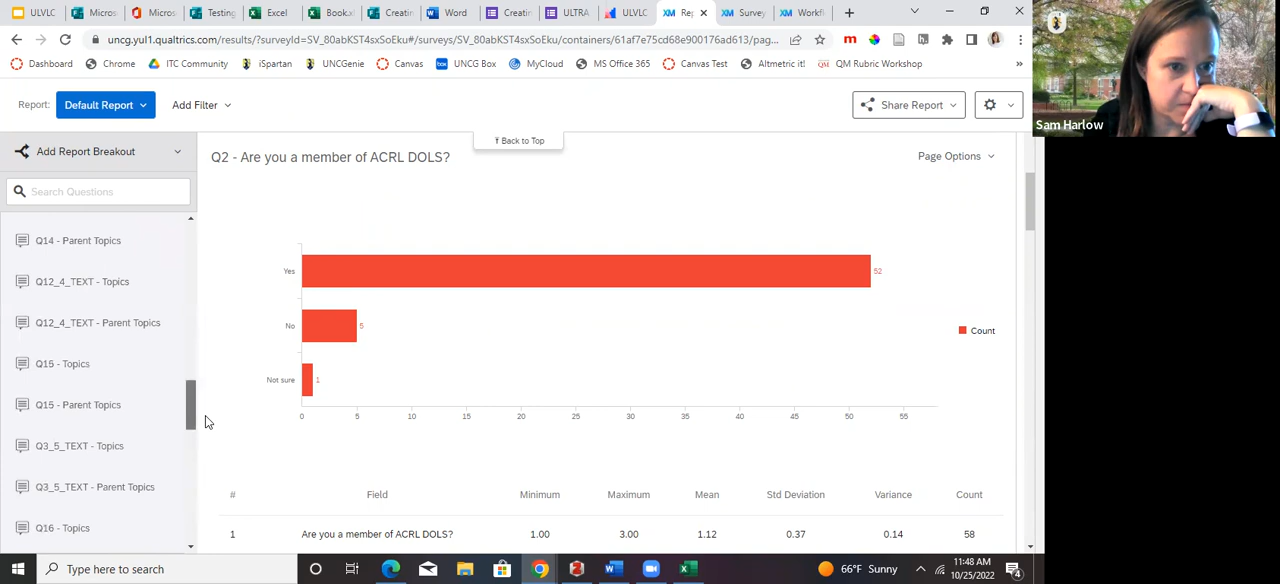 ULVLC
Micros
Micros
Testing
Excel
Book
Creatin
Word
Creatin
ULTRA
ULVLC
Rep
Survey
Workfl
uncg.yul1.qualtrics.com/results/?surveyId=SV_80abKST4sxSoEku#/surveys/SV_80abKST4sxSoEku/containers/61af7e75cd68e900176ad613/pag...
Dashboard
Chrome
ITC Community
iSpartan
UNCGenie
Canvas
UNCG Box
MyCloud
MS Office 365
Canvas Test
Altmetric it!
QM Rubric Workshop
»
Report:
Default Report
Add Filter
Share Report
Sam Harlow
Add Report Breakout
Search Questions
Q14 - Parent Topics
Q12_4_TEXT - Topics
Q12_4_TEXT - Parent Topics
Q15 - Topics
Q15 - Parent Topics
Q3_5_TEXT - Topics
Q3_5_TEXT - Parent Topics
Q16 - Topics
Back to Top
Q2 - Are you a member of ACRL DOLS?
Page Options
Yes
52
No
5
Not sure
1
Count
0 5 10 15 20 25 30 35 40 45 50 55
# Field Minimum Maximum Mean Std Deviation Variance Count
1 Are you a member of ACRL DOLS? 1.00 3.00 1.12 0.37 0.14 58
Type here to search
66°F Sunny
11:48 AM
10/25/2022
4